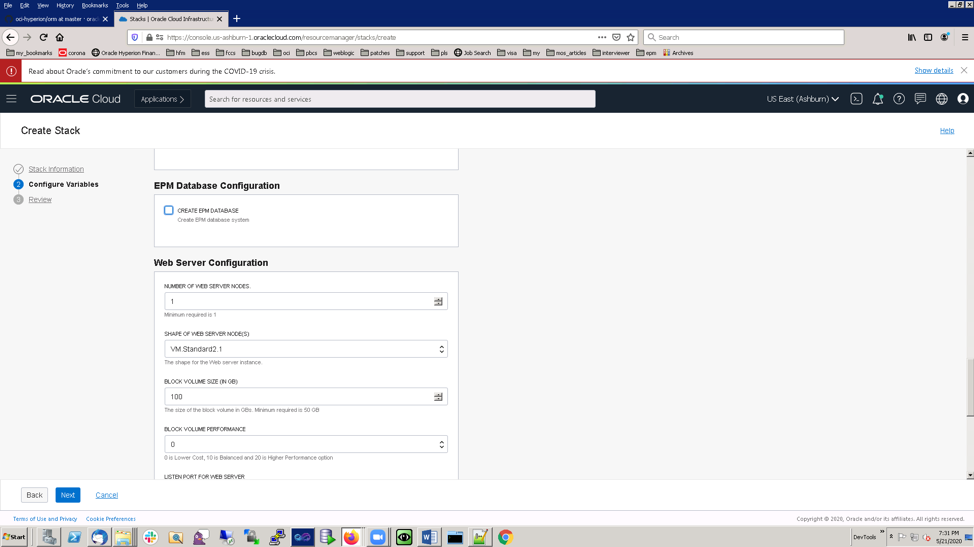 File Edit View History Bookmarks Tools Help
oci-hyperion/orm at master · orac
Stacks | Oracle Cloud Infrastructu
https://console.us-ashburn-1.oraclecloud.com/resourcemanager/stacks/create
Search
my_bookmarks corona Oracle Hyperion Finan... hfm ess fccs bugdb oci pbcs weblogic patches support pls Job Search visa my mos_articles interviewer epm Archives
Read about Oracle's commitment to our customers during the COVID-19 crisis.
Show details
ORACLE Cloud
Applications
Search for resources and services
US East (Ashburn)
Create Stack
Help
Stack Information
2 Configure Variables
3 Review
EPM Database Configuration
CREATE EPM DATABASE
Create EPM database system
Web Server Configuration
NUMBER OF WEB SERVER NODES.
1
Minimum required is 1
SHAPE OF WEB SERVER NODE(S)
VM.Standard2.1
The shape for the Web server instance.
BLOCK VOLUME SIZE (IN GB)
100
The size of the block volume in GBs. Minimum required is 50 GB
BLOCK VOLUME PERFORMANCE
0
0 is Lower Cost, 10 is Balanced and 20 is Higher Performance option
LISTEN PORT FOR WEB SERVER
Back Next Cancel
Terms of Use and Privacy Cookie Preferences
Copyright © 2020, Oracle and/or its affiliates. All rights reserved.
Start
DevTools
7:31 PM
5/21/2020